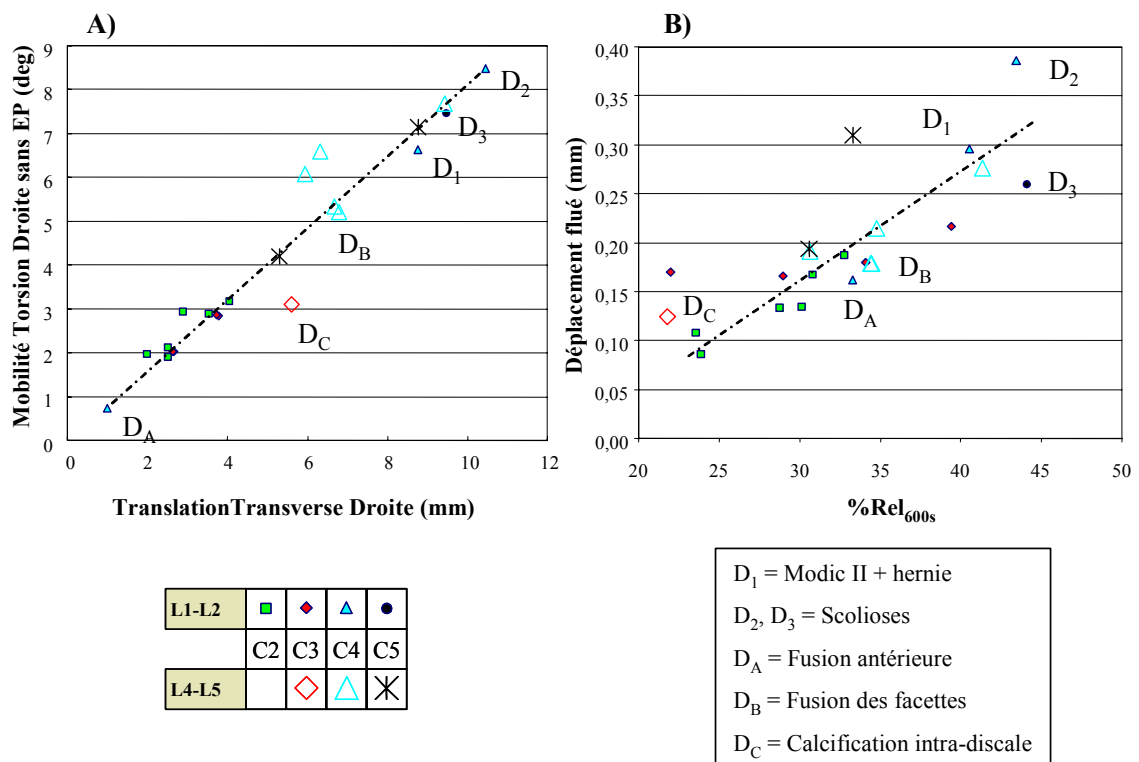 A)
Mobilité Torsion Droite sans EP (deg)
9
8
7
6
5
4
3
2
1
0
0 2 4 6 8 10 12
TranslationTransverse Droite (mm)
D2
D3
D1
DB
DC
DA
B)
Déplacement flué (mm)
0,40
0,35
0,30
0,25
0,20
0,15
0,10
0,05
0,00
20 25 30 35 40 45 50
%Rel600s
D2
D1
D3
DB
DA
DC
L1-L2
C2 C3 C4 C5
L4-L5
D1 = Modic II + hernie
D2, D3 = Scolioses
DA = Fusion antérieure
DB = Fusion des facettes
DC = Calcification intra-discale